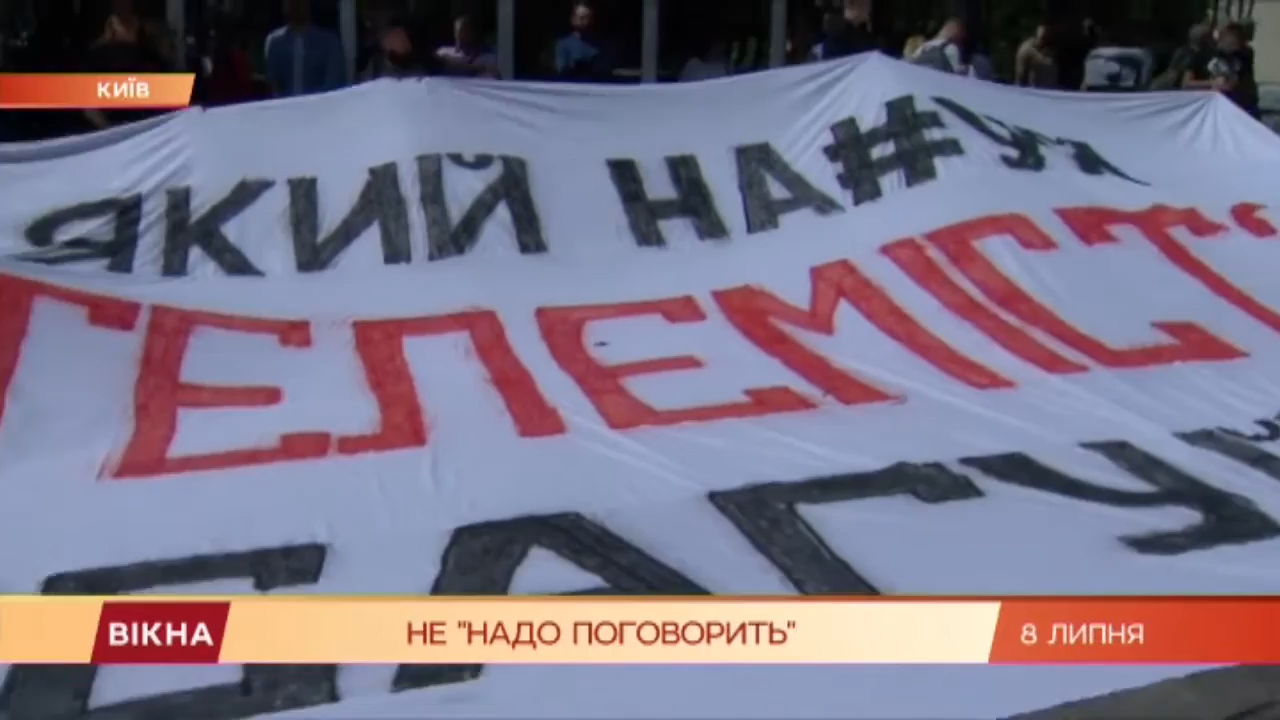 КИЇВ
ЯКИЙ НА#УЙ
ТЕЛЕМІСТ
ВІКНА
НЕ "НАДО ПОГОВОРИТЬ"
8 ЛИПНЯ